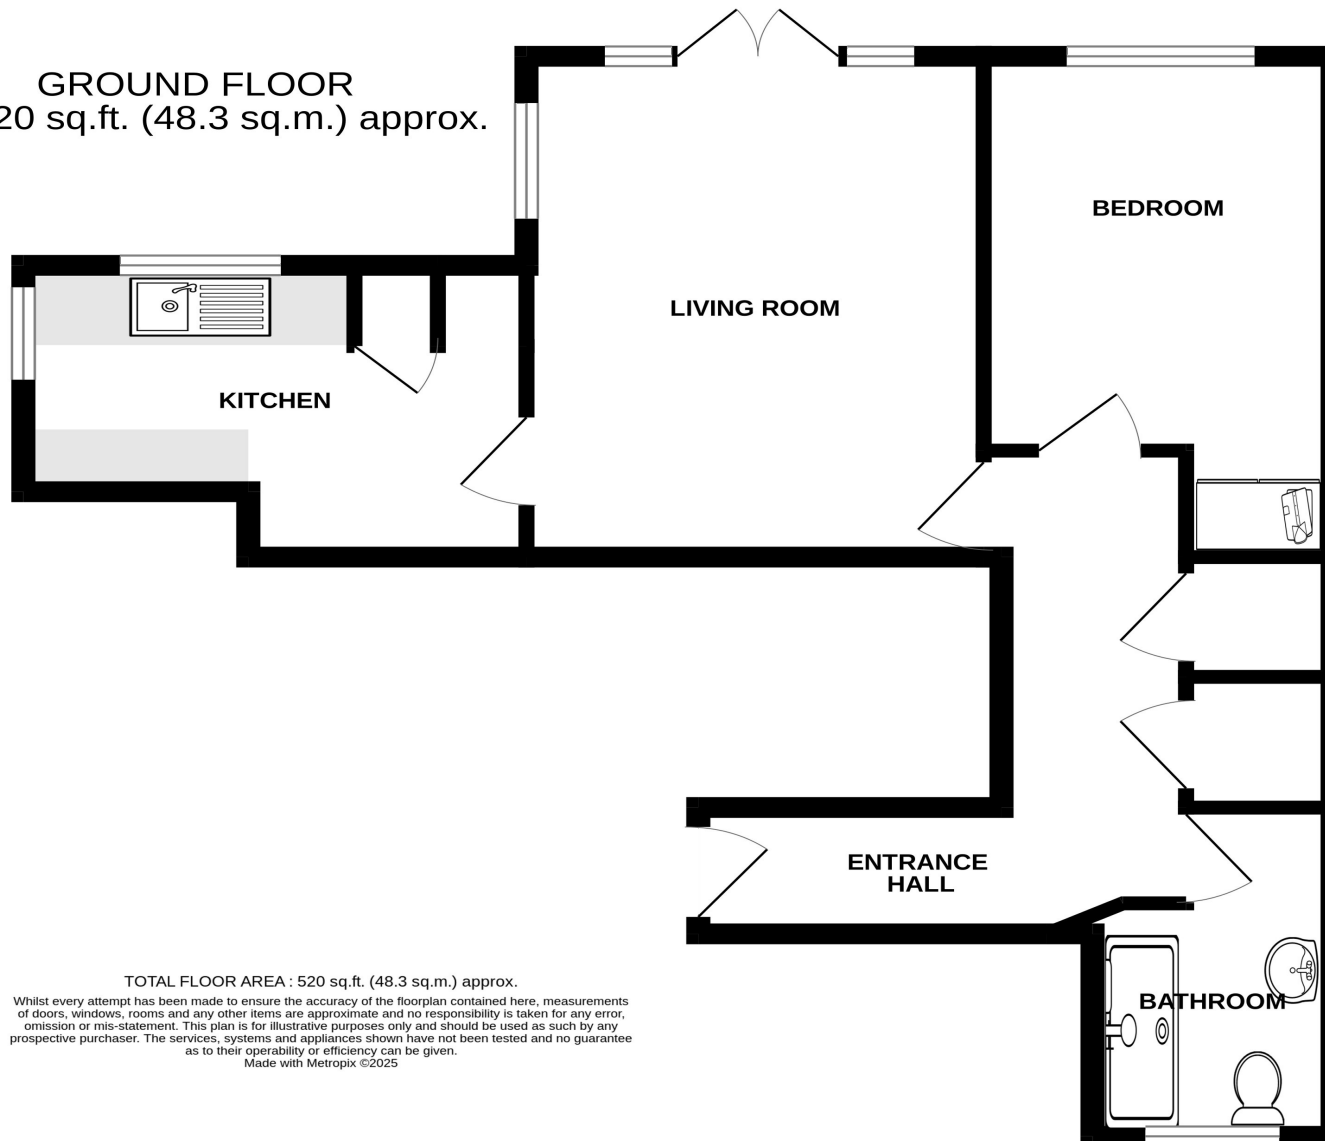 GROUND FLOOR
20 sq.ft. (48.3 sq.m.) approx.
BEDROOM
LIVING ROOM
KITCHEN
ENTRANCE
HALL
BATHROOM
TOTAL FLOOR AREA : 520 sq.ft. (48.3 sq.m.) approx.
Whilst every attempt has been made to ensure the accuracy of the floorplan contained here, measurements
of doors, windows, rooms and any other items are approximate and no responsibility is taken for any error,
omission or mis-statement. This plan is for illustrative purposes only and should be used as such by any
prospective purchaser. The services, systems and appliances shown have not been tested and no guarantee
as to their operability or efficiency can be given.
Made with Metropix ©2025